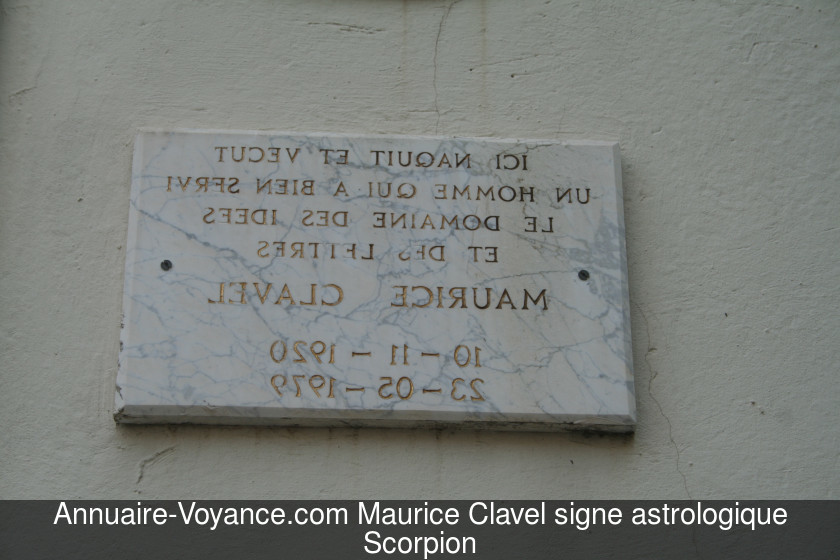 ICI NAQUIT ET VECUT
UN HOMME QUI A BIEN SERVI
LE DOMAINE DES IDEES
ET DES LETTRES
MAURICE CLAVEL
10 – 11 – 1920
23 – 05 – 1979
Annuaire-Voyance.com Maurice Clavel signe astrologique
Scorpion